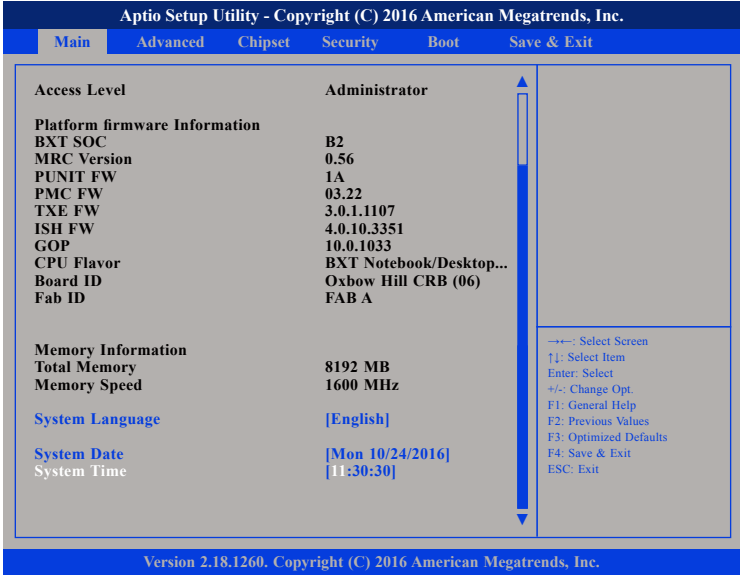 Aptio Setup Utility - Copyright (C) 2016 American Megatrends, Inc.
Main Advanced Chipset Security Boot Save & Exit
Access Level Administrator
Platform firmware Information
BXT SOC B2
MRC Version 0.56
PUNIT FW 1A
PMC FW 03.22
TXE FW 3.0.1.1107
ISH FW 4.0.10.3351
GOP 10.0.1033
CPU Flavor BXT Notebook/Desktop...
Board ID Oxbow Hill CRB (06)
Fab ID FAB A
Memory Information
Total Memory 8192 MB
Memory Speed 1600 MHz
System Language [English]
System Date [Mon 10/24/2016]
System Time [11:30:30]
→←: Select Screen
↑↓: Select Item
Enter: Select
+/-: Change Opt.
F1: General Help
F2: Previous Values
F3: Optimized Defaults
F4: Save & Exit
ESC: Exit
Version 2.18.1260. Copyright (C) 2016 American Megatrends, Inc.